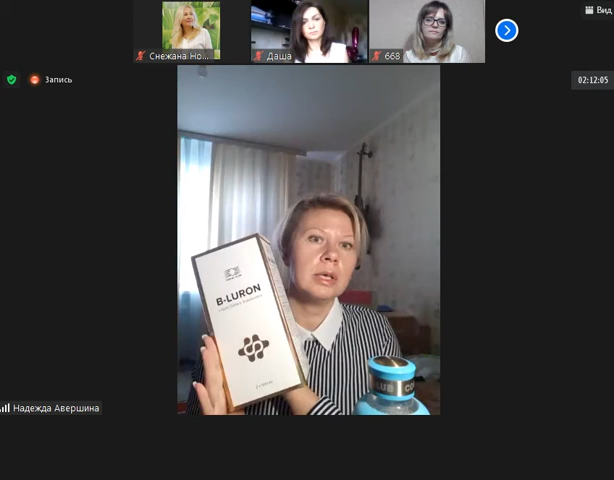 Вид
Снежана Но...
Даша
668
Запись
02:12:05
B-LURON
Надежда Авершина